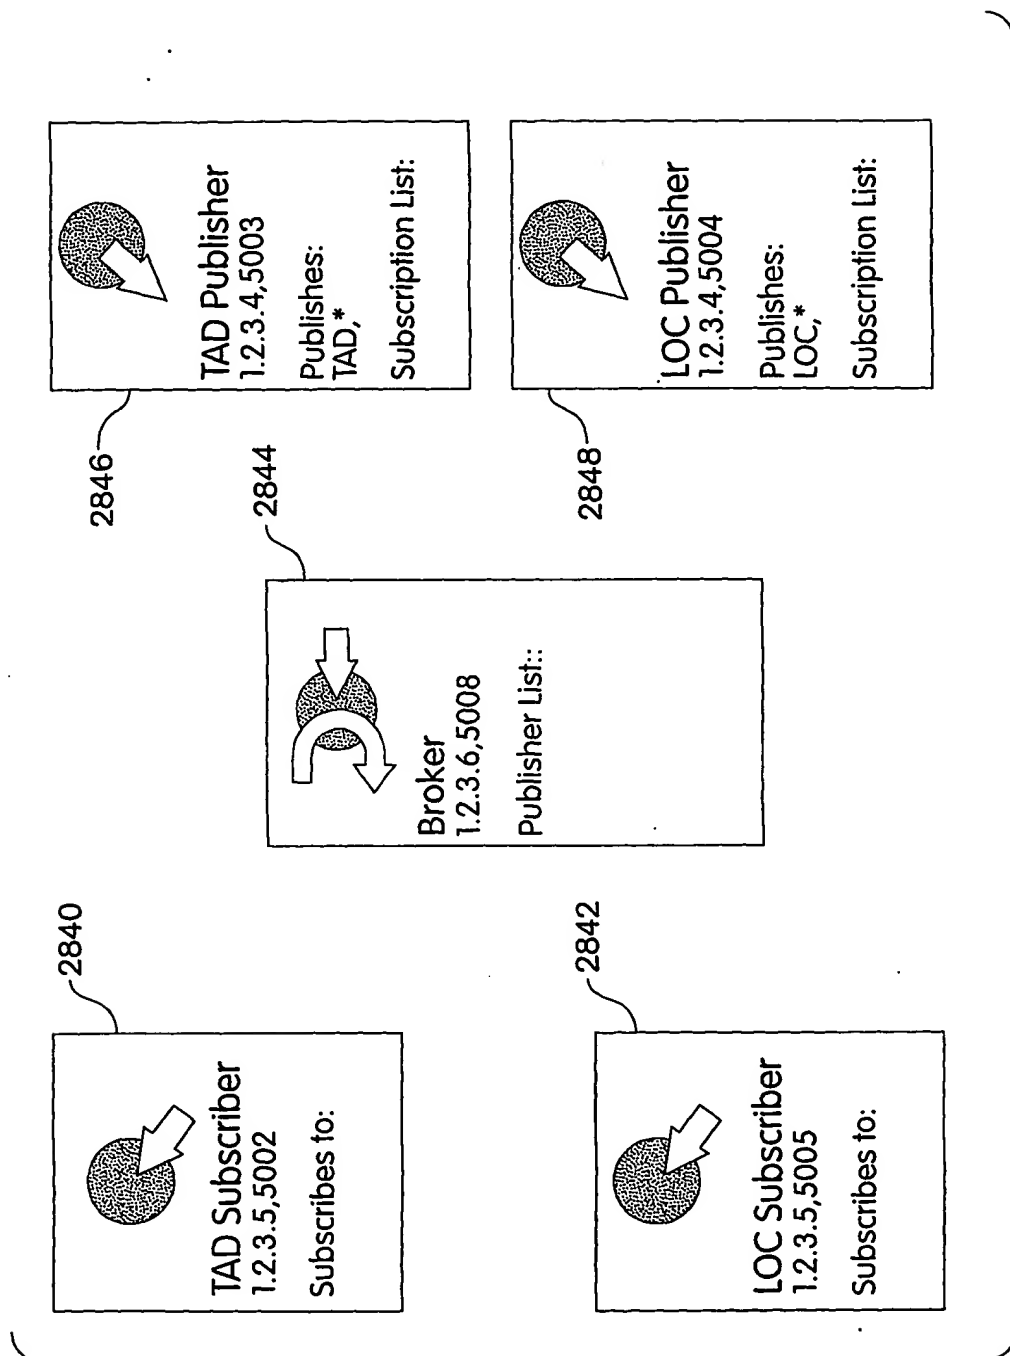 2840
TAD Subscriber
1.2.3.5,5002
Subscribes to:
2842
LOC Subscriber
1.2.3.5,5005
Subscribes to:
2844
Broker
1.2.3.6,5008
Publisher List::
2846
TAD Publisher
1.2.3.4,5003
Publishes:
TAD,*
Subscription List:
2848
LOC Publisher
1.2.3.4,5004
Publishes:
LOC,*
Subscription List: